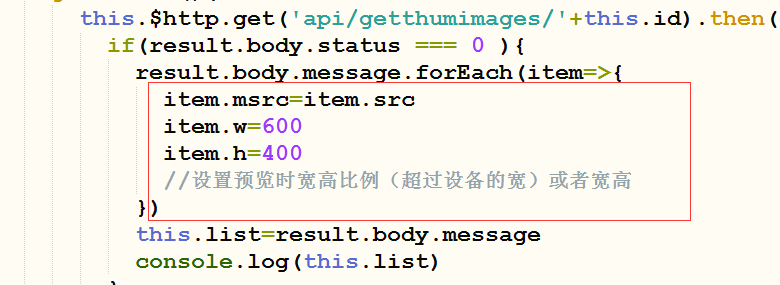 this.$http.get('api/getthumimages/'+this.id).then(
if(result.body.status === 0 ){
result.body.message.forEach(item=>{
item.msrc=item.src
item.w=600
item.h=400
//设置预览时宽高比例（超过设备的宽）或者宽高
})
this.list=result.body.message
console.log(this.list)